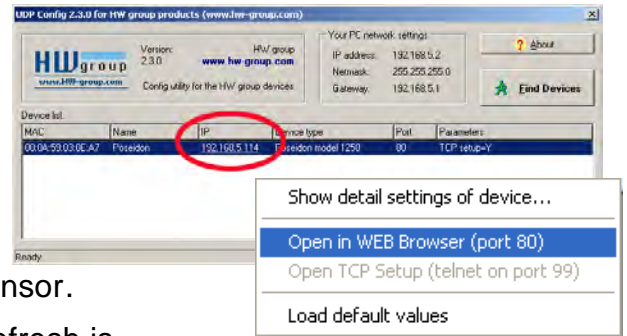 UDP Config 2.3.0 for HW group products (www.hw-group.com)
HWgroup
www.HW-group.com
Version: HW group
2.3.0 www.hw-group.com
Config utility for the HW group devices
Your PC network settings
IP address: 192.168.5.2
Netmask: 255.255.255.0
Gateway: 192.168.5.1
? About
Find Devices
Device list
MAC Name IP Device type Port Parameters
00:0A:59:03:0E:A7 Poseidon 192.168.5.114 Poseidon model 1250 80 TCP setup=Y
Show detail settings of device...
Open in WEB Browser (port 80)
Open TCP Setup (telnet on port 99)
Load default values
Ready
nsor.
efresh is